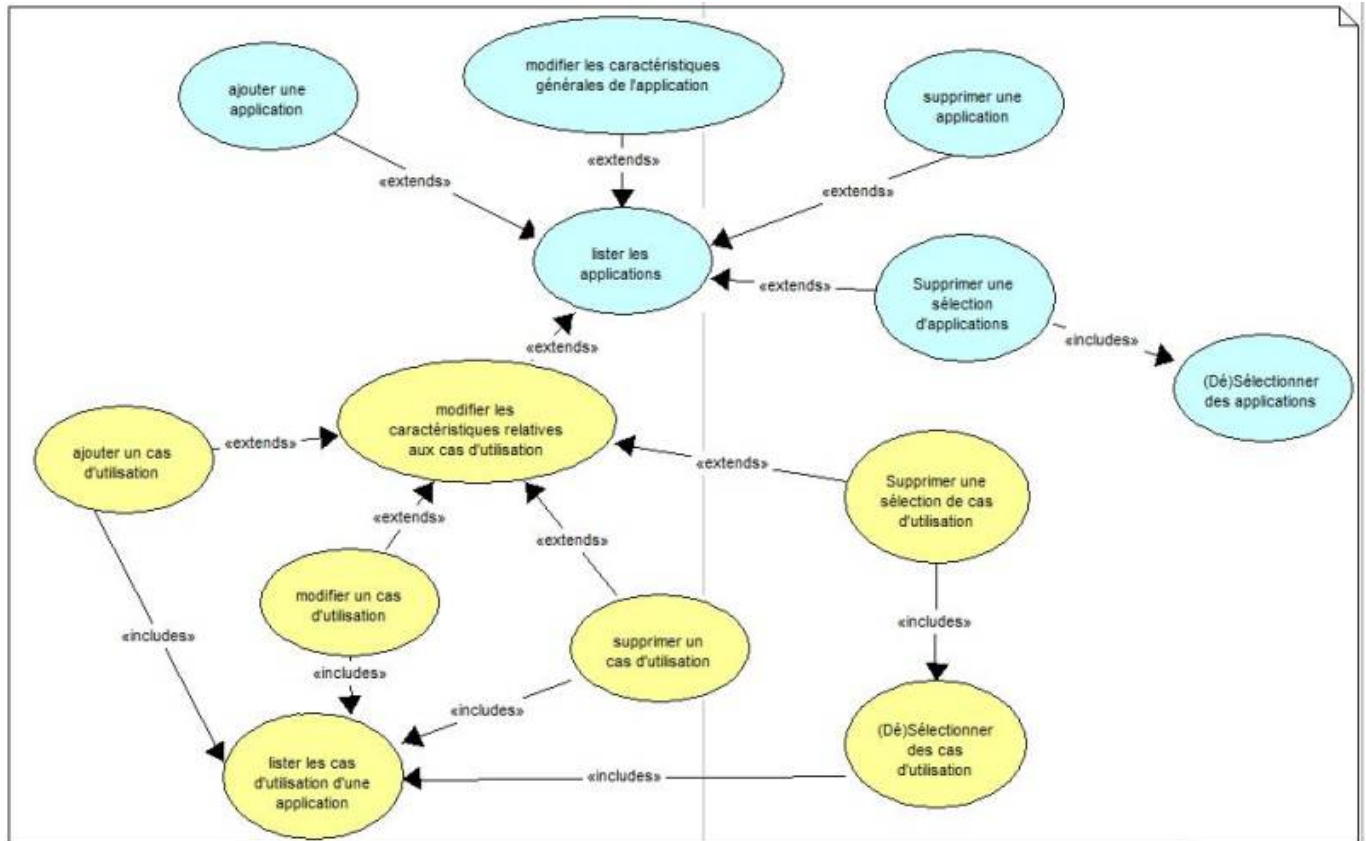 ajouter une
application
modifier les caractéristiques
générales de l'application
supprimer une
application
«extends»
«extends»
«extends»
lister les
applications
«extends»
Supprimer une
sélection
d'applications
«includes»
(Dé)Sélectionner
des applications
«extends»
modifier les
caractéristiques relatives
aux cas d'utilisation
ajouter un cas
d'utilisation
«extends»
«extends»
Supprimer une
sélection de cas
d'utilisation
«extends»
«extends»
modifier un cas
d'utilisation
supprimer un
cas d'utilisation
«includes»
«includes»
«includes»
«includes»
lister les cas
d'utilisation d'une
application
(Dé)Sélectionner
des cas
d'utilisation
«includes»